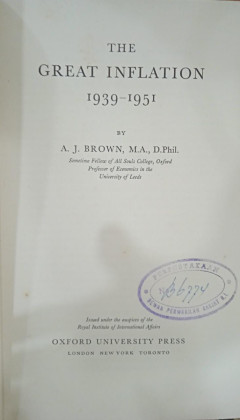 THE
GREAT INFLATION
1939–1951
BY
A. J. BROWN, M.A., D.Phil.
Sometime Fellow of All Souls College, Oxford
Professor of Economics in the
University of Leeds
Issued under the auspices of the
Royal Institute of International Affairs
OXFORD UNIVERSITY PRESS
LONDON NEW YORK TORONTO